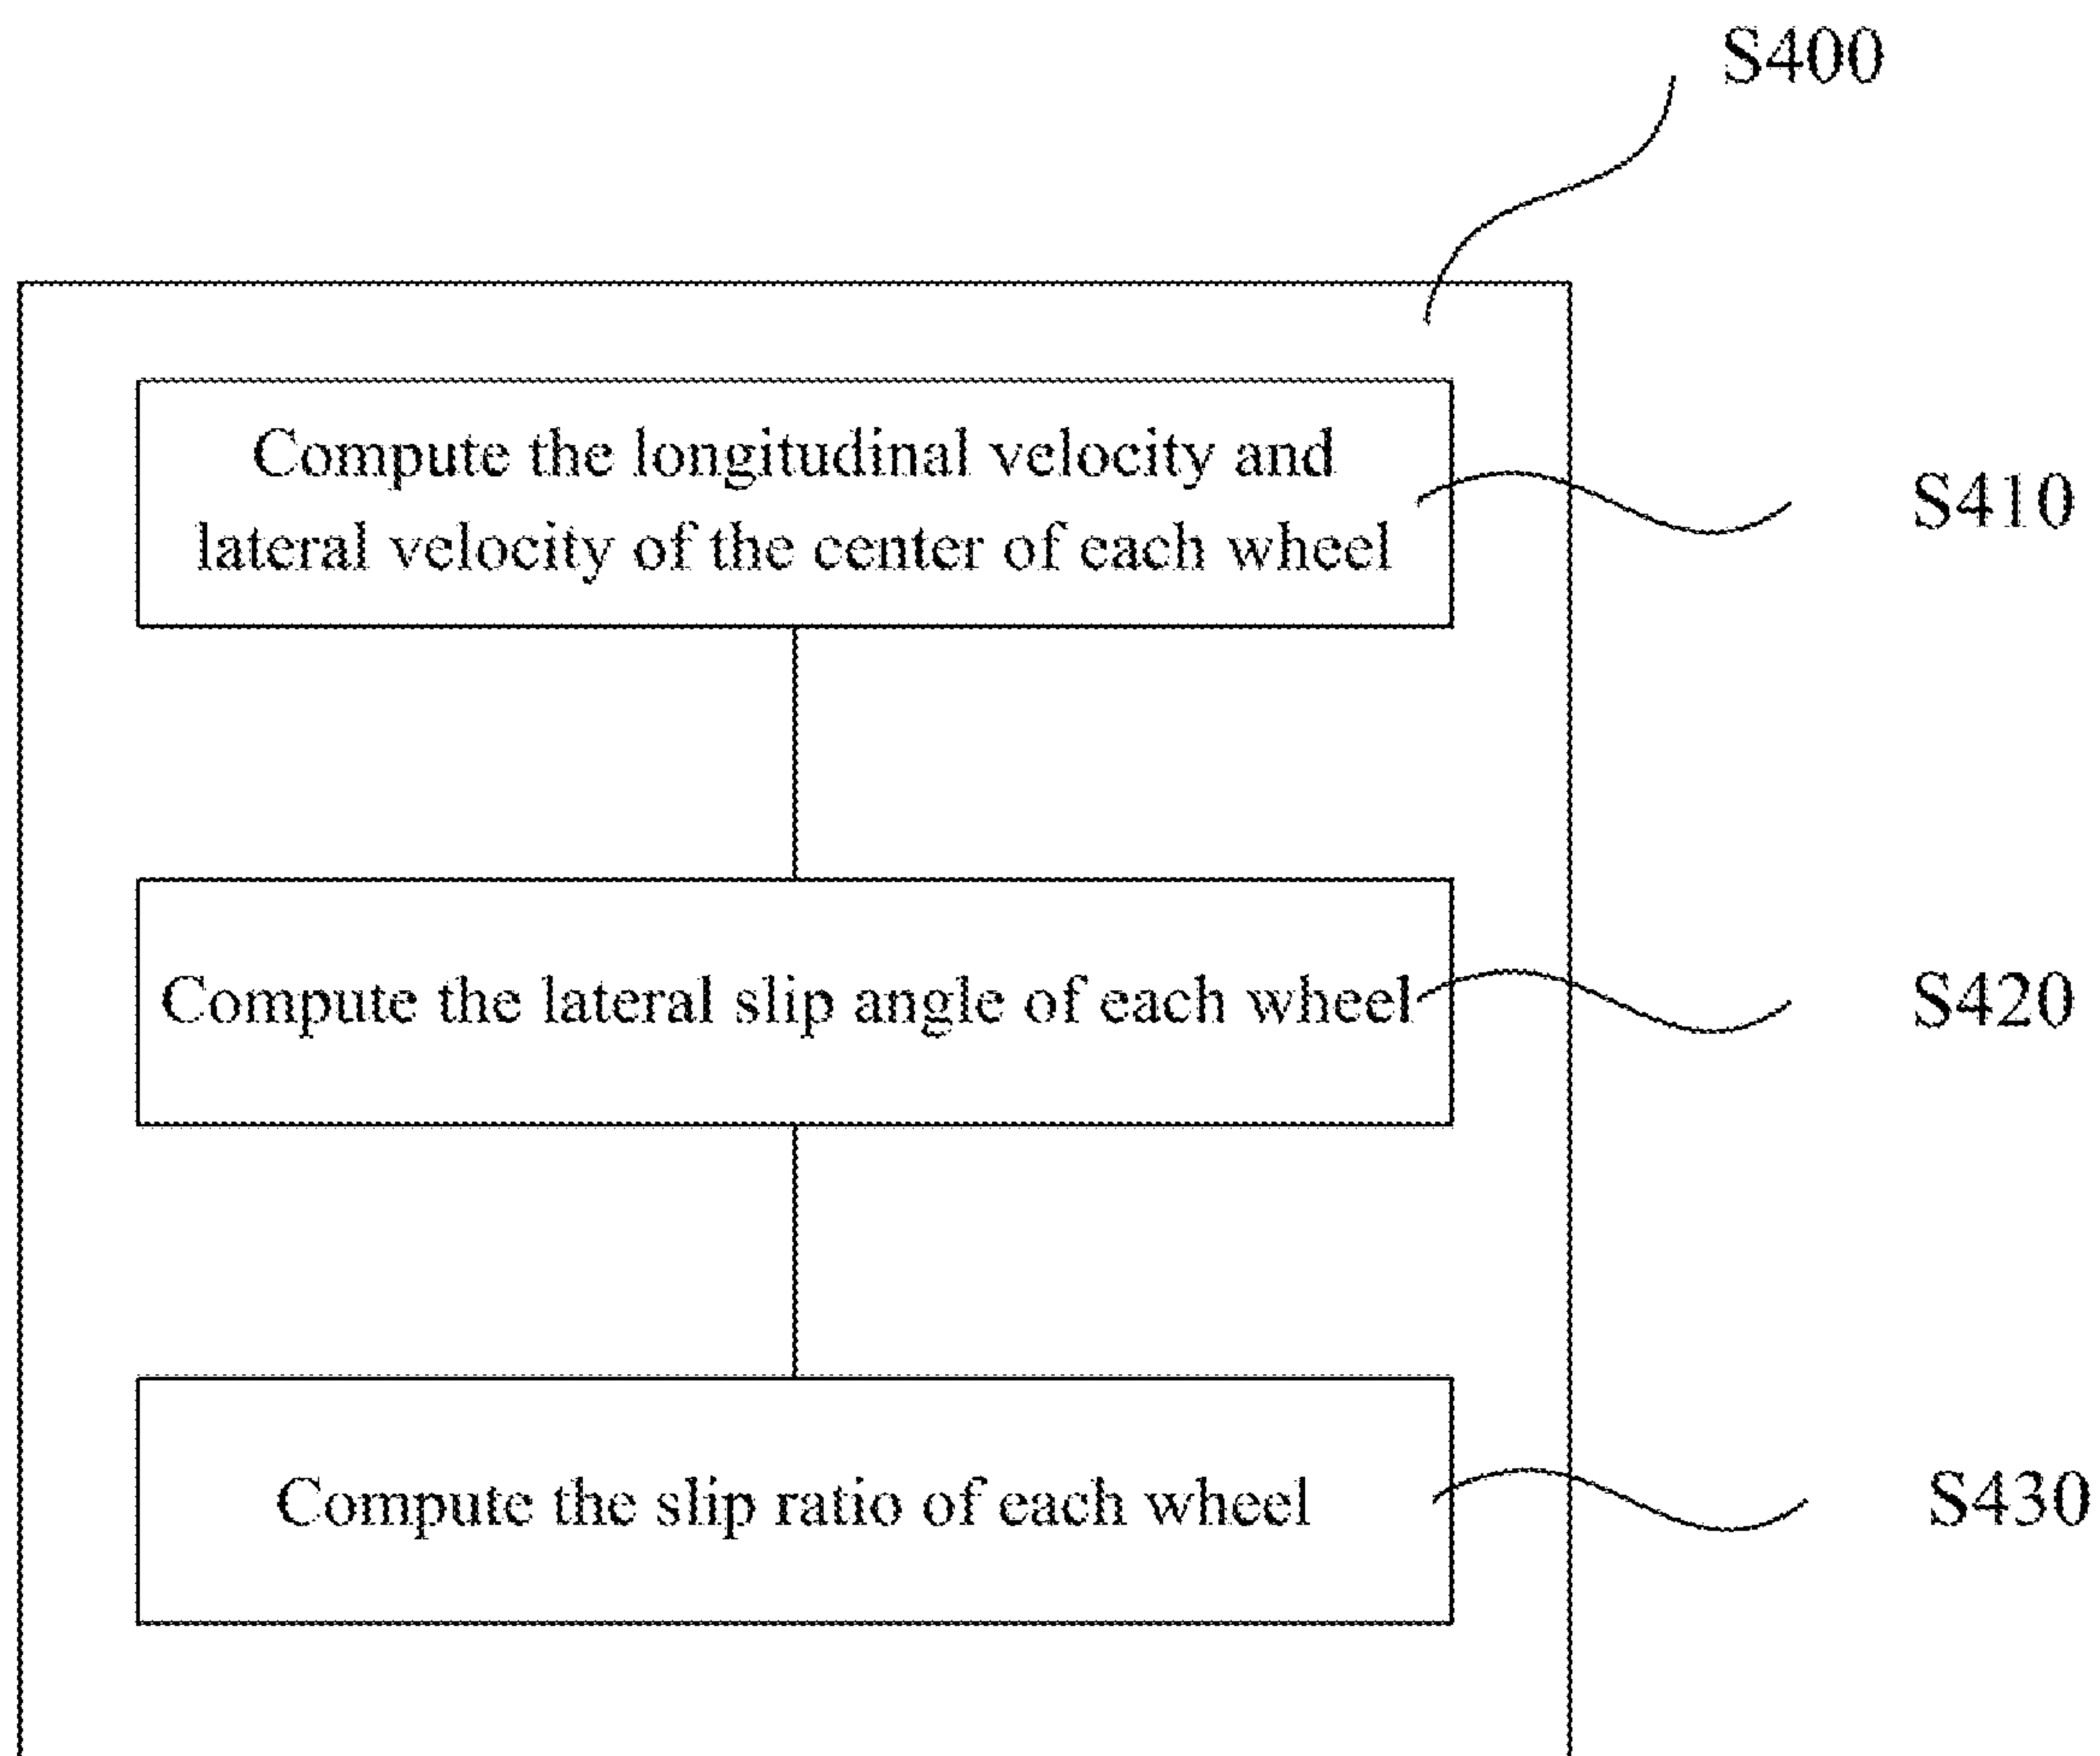 S400
Compute the longitudinal velocity and
lateral velocity of the center of each wheel
S410
Compute the lateral slip angle of each wheel
S420
Compute the slip ratio of each wheel
S430